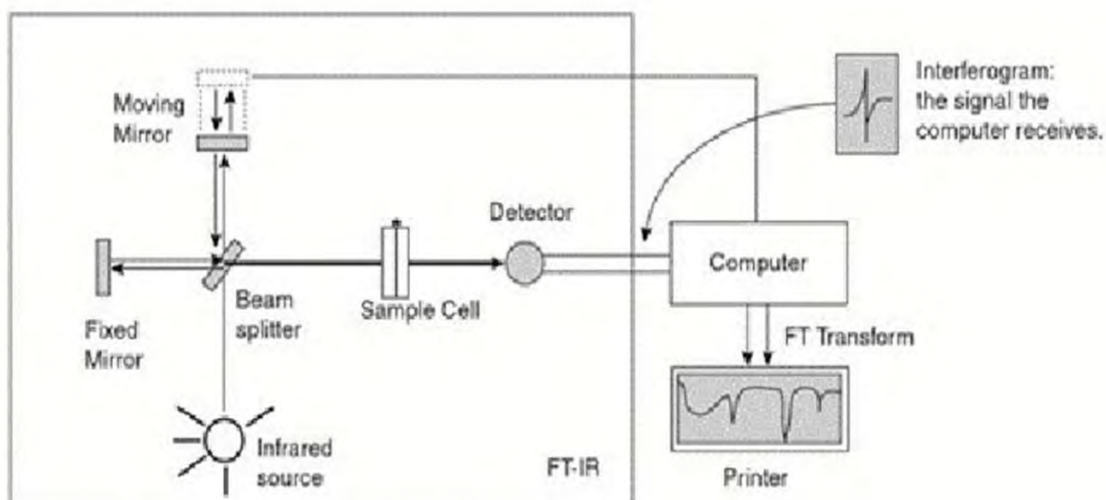 Moving
Mirror
Interferogram:
the signal the
computer receives.
Detector
Computer
Beam
splitter
Sample Cell
Fixed
Mirror
FT Transform
Infrared
source
FT-IR
Printer